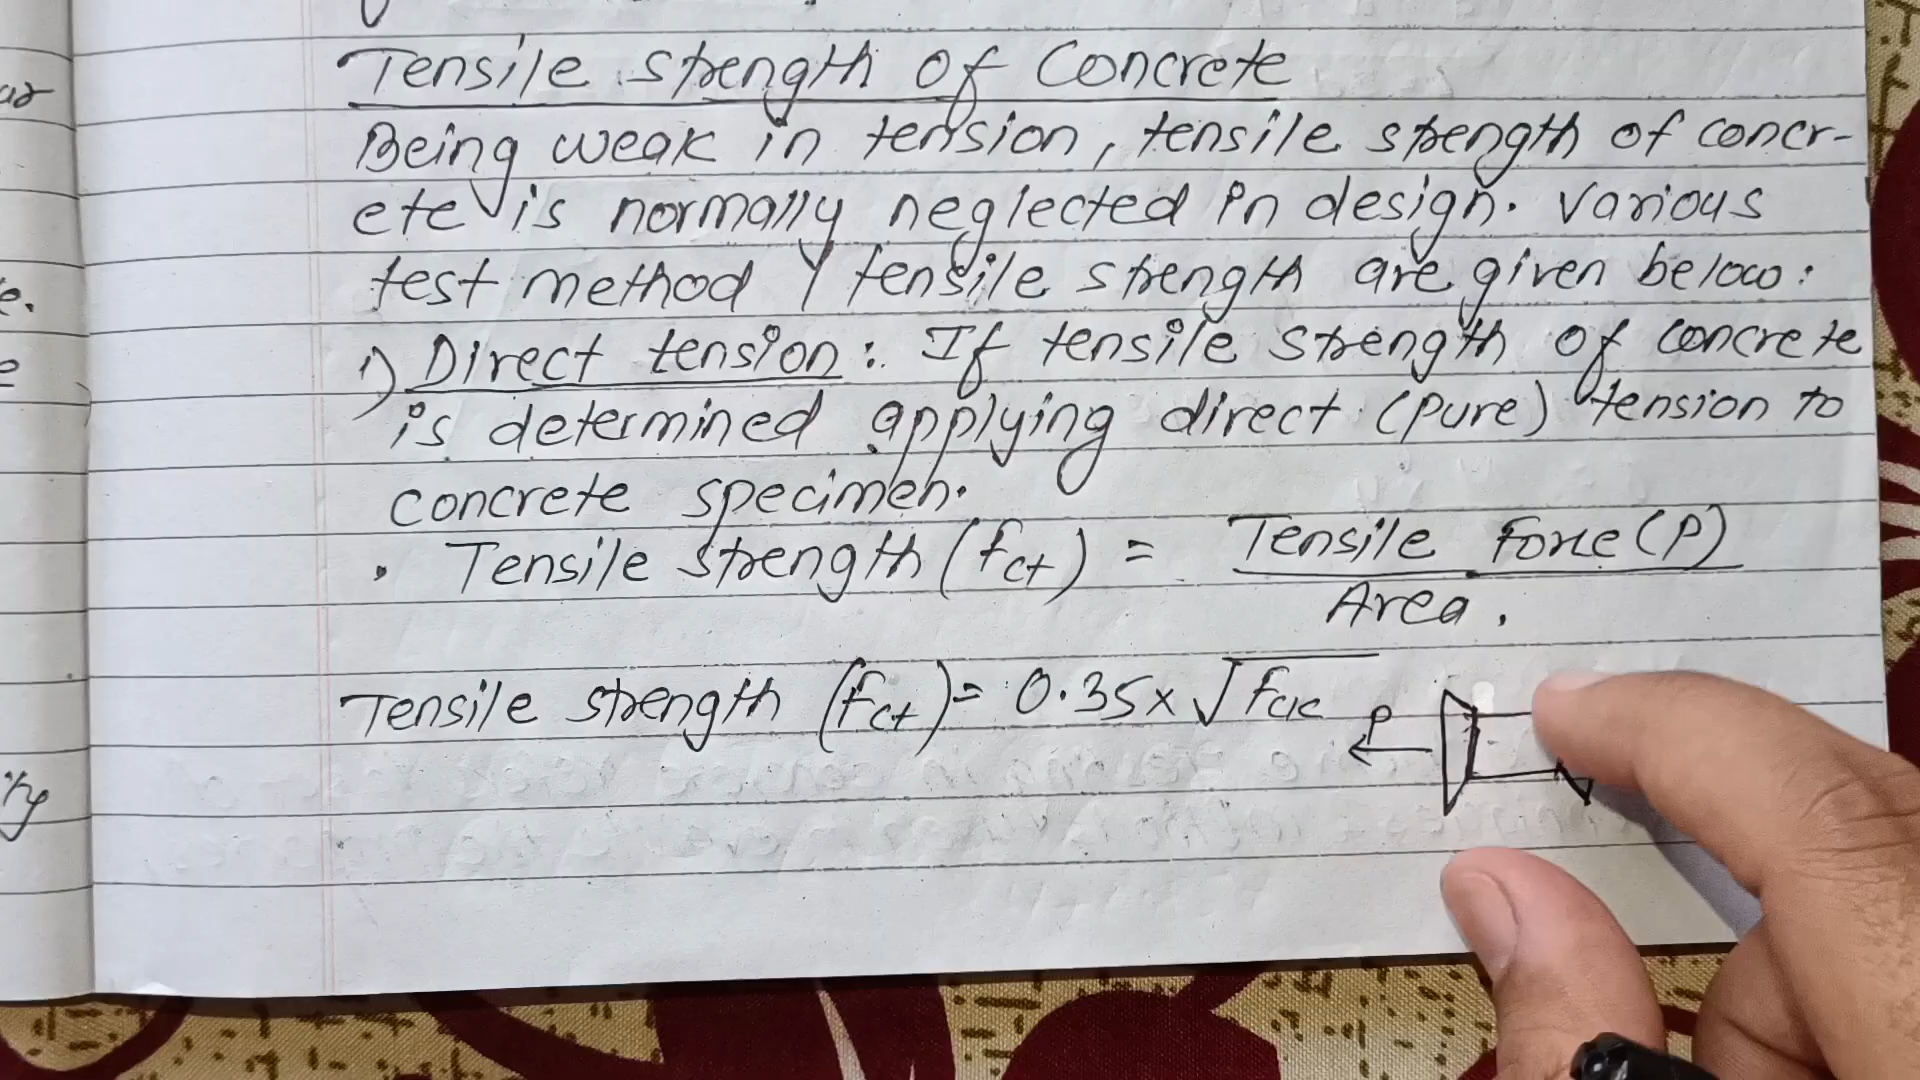 Tensile strength of Concrete
Being weak in tension, tensile strength of concr-
ete is normally neglected in design. Various
test method / tensile strength are given below:
1) Direct tension: If tensile strength of concrete
is determined applying direct (pure) tension to
concrete specimen.
• Tensile strength (fct) = Tensile Force (P)
Area.
Tensile strength (fct) = 0.35 x √fck
P